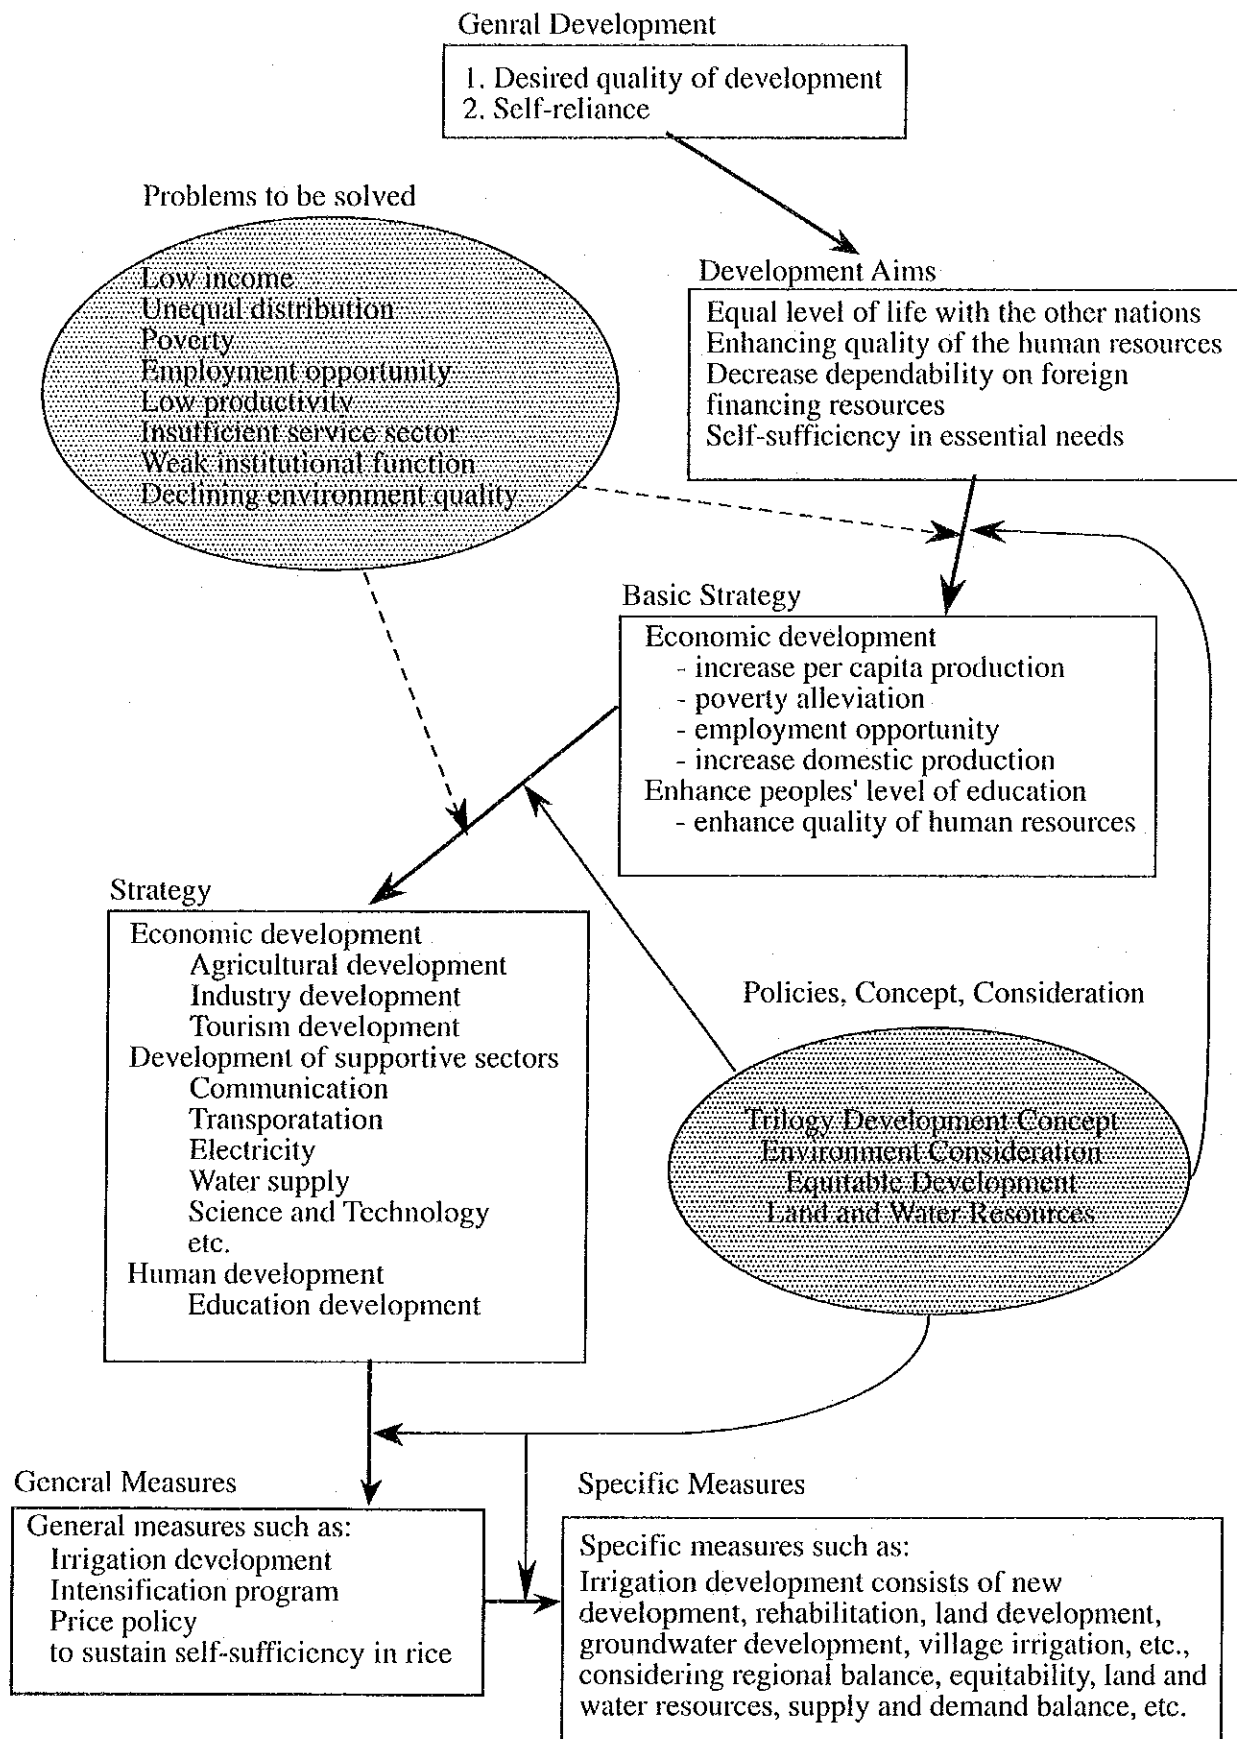 Genral Development
1. Desired quality of development
2. Self-reliance
Problems to be solved
Low income
Unequal distribution
Poverty
Employment opportunity
Low productivity
Insufficient service sector
Weak institutional function
Declining environment quality
Development Aims
Equal level of life with the other nations
Enhancing quality of the human resources
Decrease dependability on foreign
financing resources
Self-sufficiency in essential needs
Basic Strategy
Economic development
- increase per capita production
- poverty alleviation
- employment opportunity
- increase domestic production
Enhance peoples' level of education
- enhance quality of human resources
Strategy
Economic development
Agricultural development
Industry development
Tourism development
Development of supportive sectors
Communication
Transporatation
Electricity
Water supply
Science and Technology
etc.
Human development
Education development
Policies, Concept, Consideration
Trilogy Development Concept
Environment Consideration
Equitable Development
Land and Water Resources
General Measures
General measures such as:
Irrigation development
Intensification program
Price policy
to sustain self-sufficiency in rice
Specific Measures
Specific measures such as:
Irrigation development consists of new
development, rehabilitation, land development,
groundwater development, village irrigation, etc.,
considering regional balance, equitability, land and
water resources, supply and demand balance, etc.